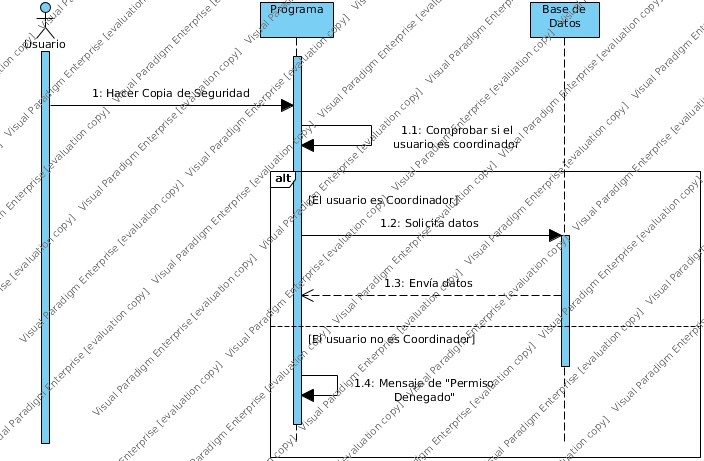 Programa
Base de
Datos
Usuario
1: Hacer Copia de Seguridad
1.1: Comprobar si el
usuario es coordinador
alt
[El usuario es Coordinador]
1.2: Solicita datos
1.3: Envía datos
[El usuario no es Coordinador]
1.4: Mensaje de "Permiso
Denegado"
Visual Paradigm Enterprise [evaluation copy]